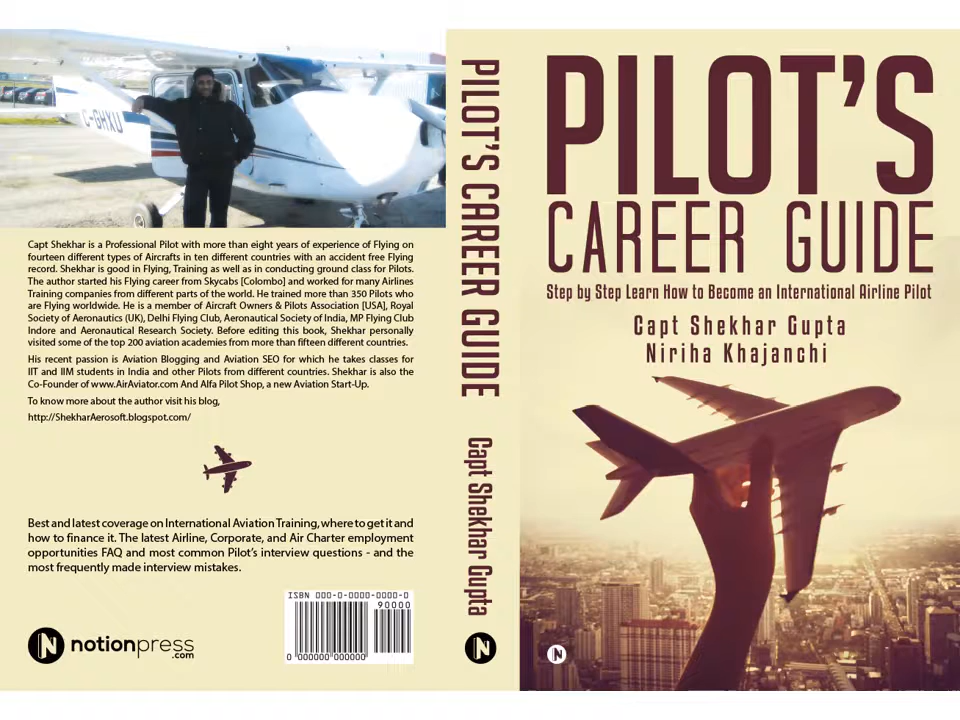 C-GHXU
Capt Shekhar is a Professional Pilot with more than eight years of experience of Flying on
fourteen different types of Aircrafts in ten different countries with an accident free Flying
record. Shekhar is good in Flying, Training as well as in conducting ground class for Pilots.
The author started his Flying career from Skycabs [Colombo] and worked for many Airlines
Training companies from different parts of the world. He trained more than 350 Pilots who
are Flying worldwide. He is a member of Aircraft Owners & Pilots Association [USA], Royal
Society of Aeronautics (UK), Delhi Flying Club, Aeronautical Society of India, MP Flying Club
Indore and Aeronautical Research Society. Before editing this book, Shekhar personally
visited some of the top 200 aviation academies from more than fifteen different countries.
His recent passion is Aviation Blogging and Aviation SEO for which he takes classes for
IIT and IIM students in India and other Pilots from different countries. Shekhar is also the
Co-Founder of www.AirAviator.com And Alfa Pilot Shop, a new Aviation Start-Up.
To know more about the author visit his blog,
http://ShekharAerosoft.blogspot.com/
Best and latest coverage on International Aviation Training, where to get it and
how to finance it. The latest Airline, Corporate, and Air Charter employment
opportunities FAQ and most common Pilot's interview questions - and the
most frequently made interview mistakes.
N notionpress
.com
ISBN 000-0-0000-0000-0
90000
0 000000 000000
PILOT'S CAREER GUIDE
Capt Shekhar Gupta
N
PILOT'S
CAREER GUIDE
Step by Step Learn How to Become an International Airline Pilot
Capt Shekhar Gupta
Niriha Khajanchi
N